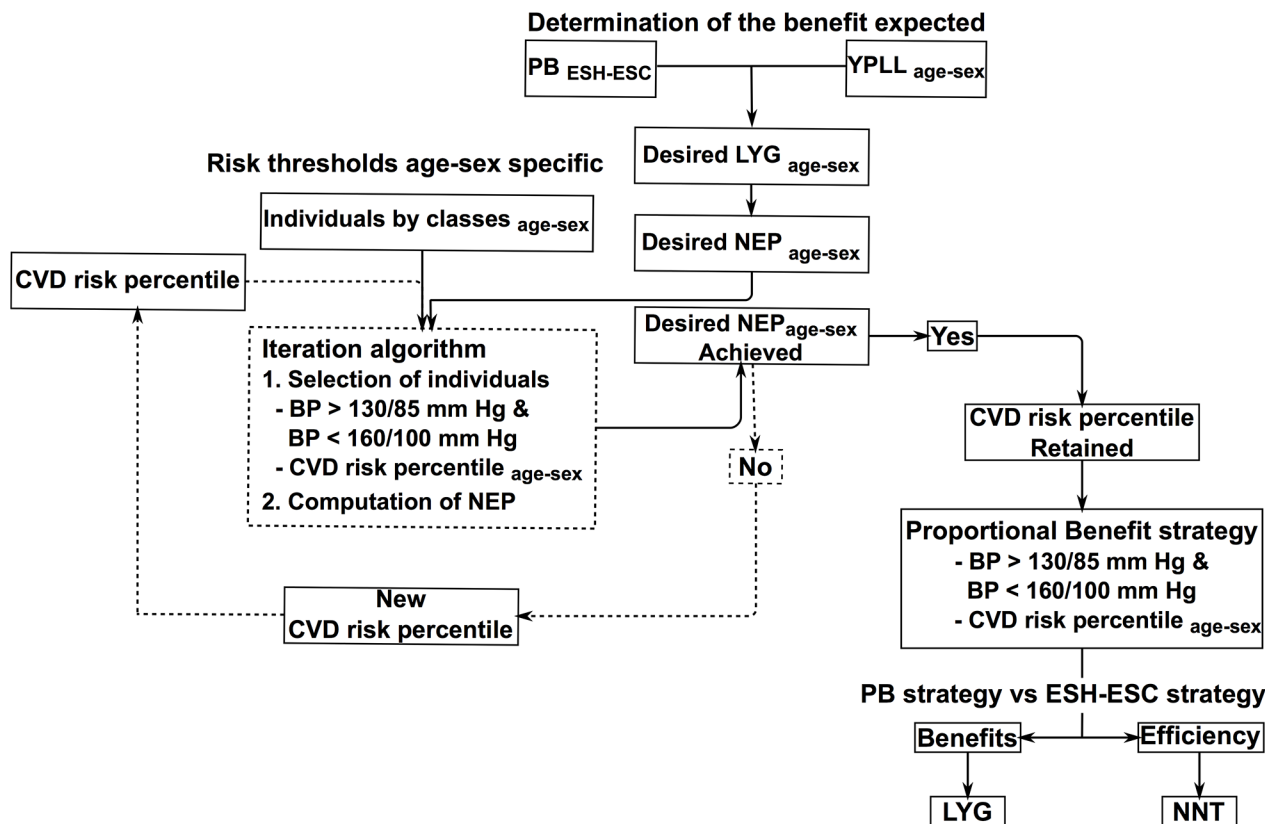 Determination of the benefit expected
PB ESH-ESC
YPLL age-sex
Desired LYG age-sex
Desired NEP age-sex
Risk thresholds age-sex specific
Individuals by classes age-sex
CVD risk percentile
Iteration algorithm
1. Selection of individuals
- BP > 130/85 mm Hg &
BP < 160/100 mm Hg
- CVD risk percentile age-sex
2. Computation of NEP
Desired NEP age-sex
Achieved
Yes
No
New
CVD risk percentile
CVD risk percentile
Retained
Proportional Benefit strategy
- BP > 130/85 mm Hg &
BP < 160/100 mm Hg
- CVD risk percentile age-sex
PB strategy vs ESH-ESC strategy
Benefits
Efficiency
LYG
NNT